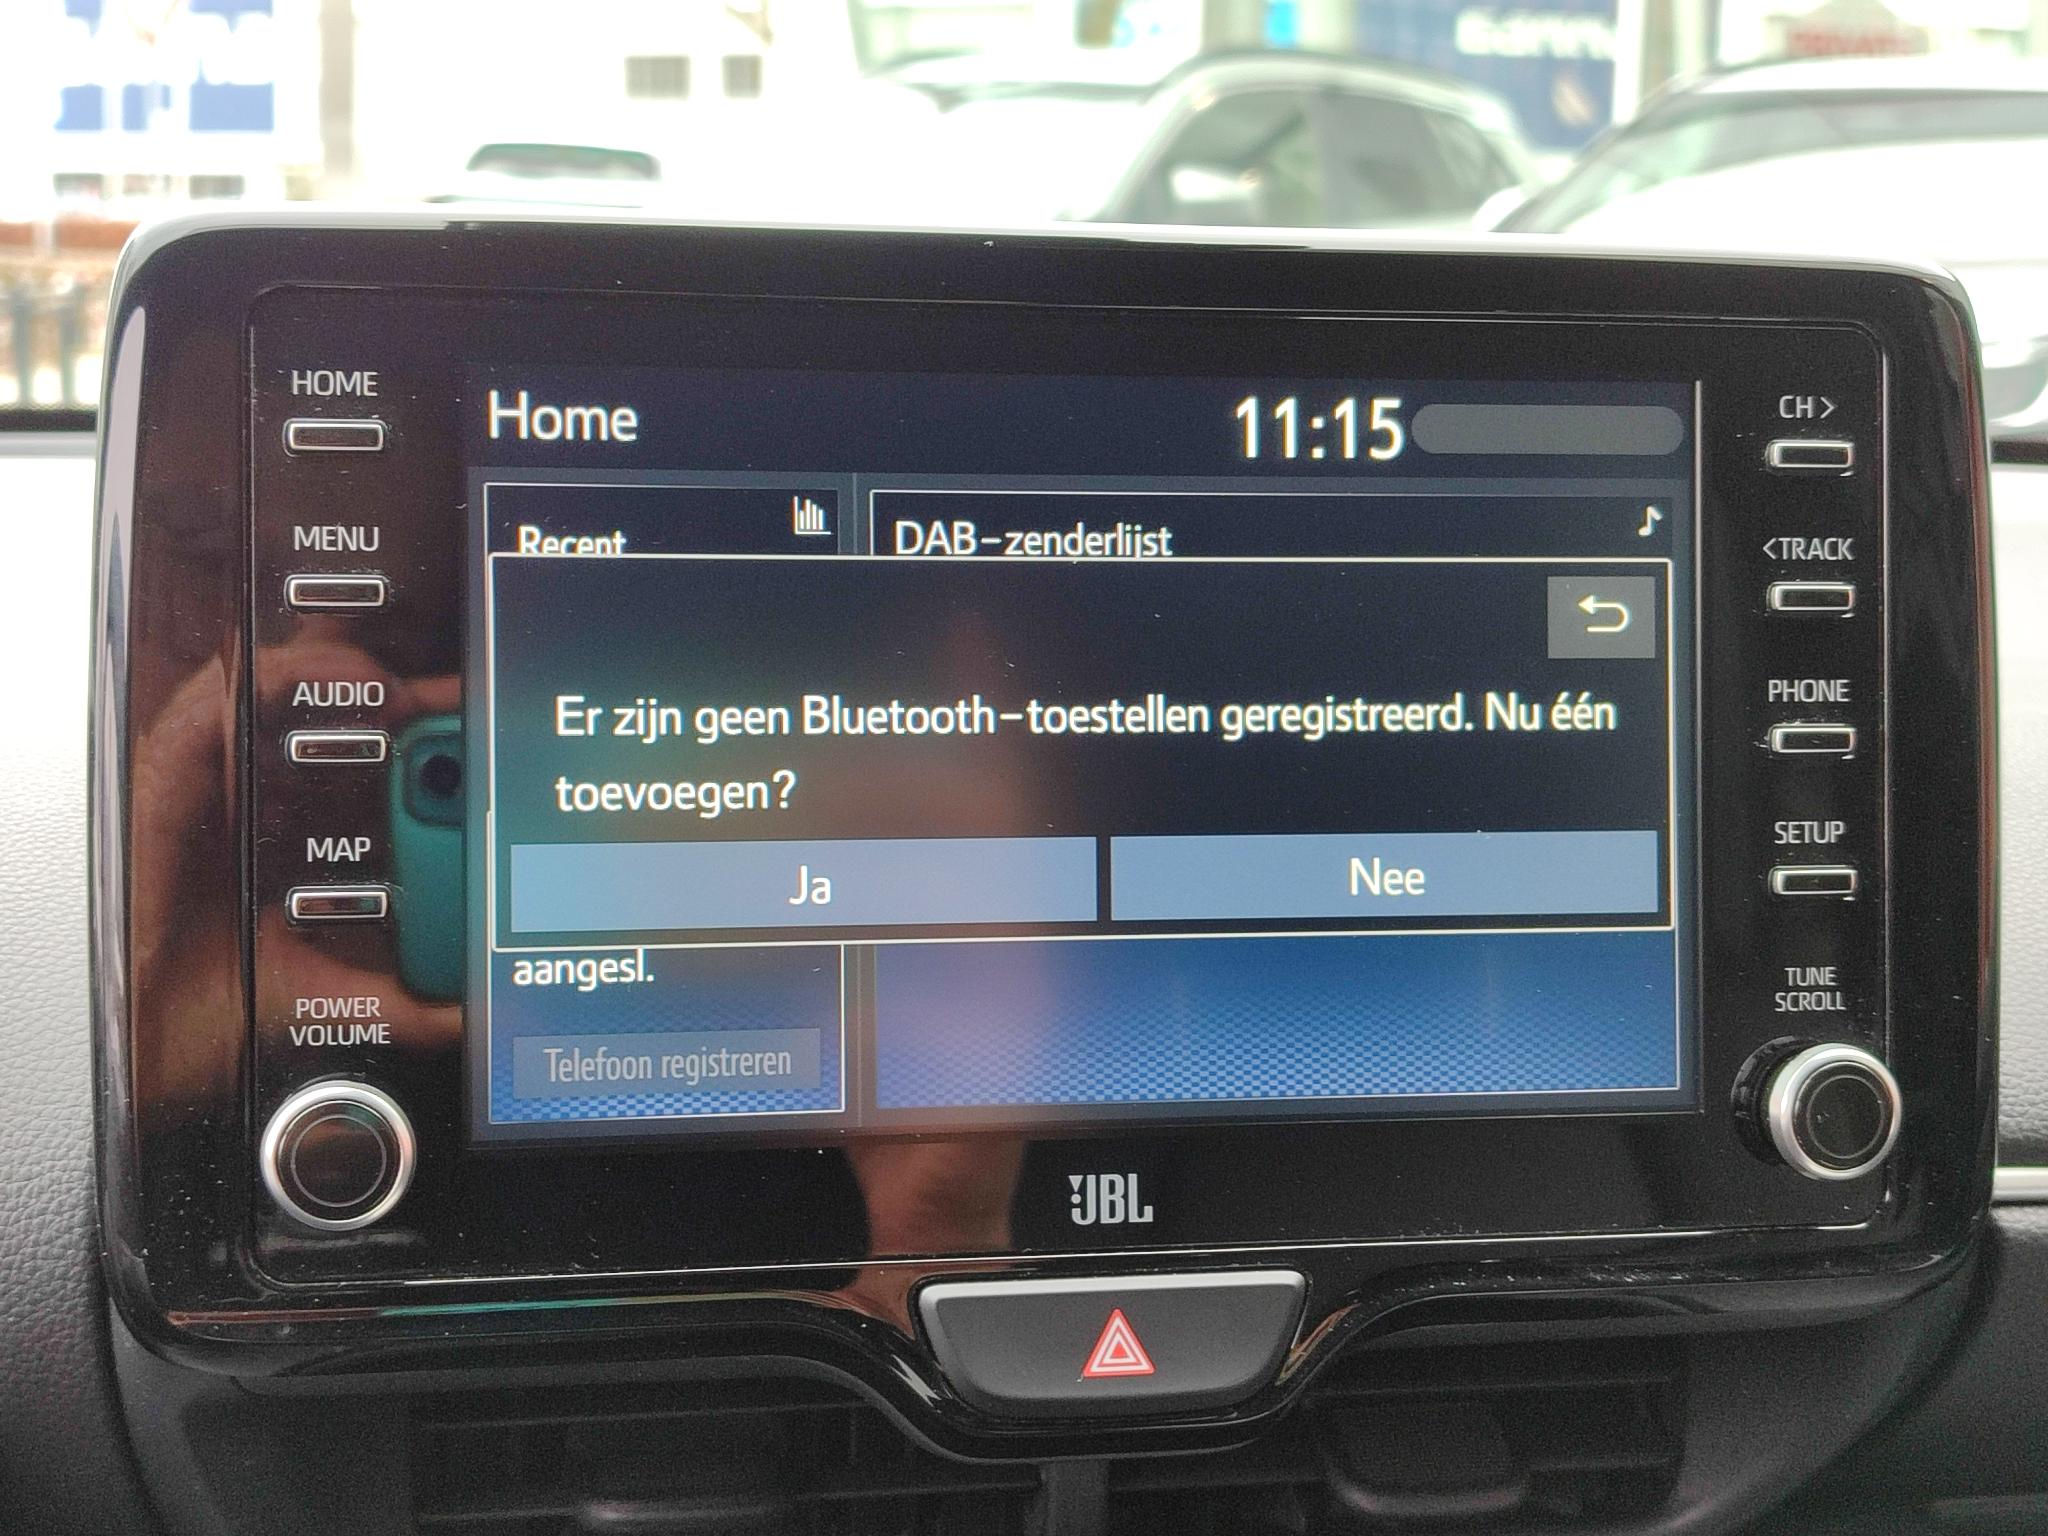 HOME
MENU
AUDIO
MAP
POWER
VOLUME
Home
11:15
Recent
DAB-zenderlijst
Er zijn geen Bluetooth-toestellen geregistreerd. Nu één
toevoegen?
Ja
Nee
aangesl.
Telefoon registreren
CH>
<TRACK
PHONE
SETUP
TUNE
SCROLL
JBL